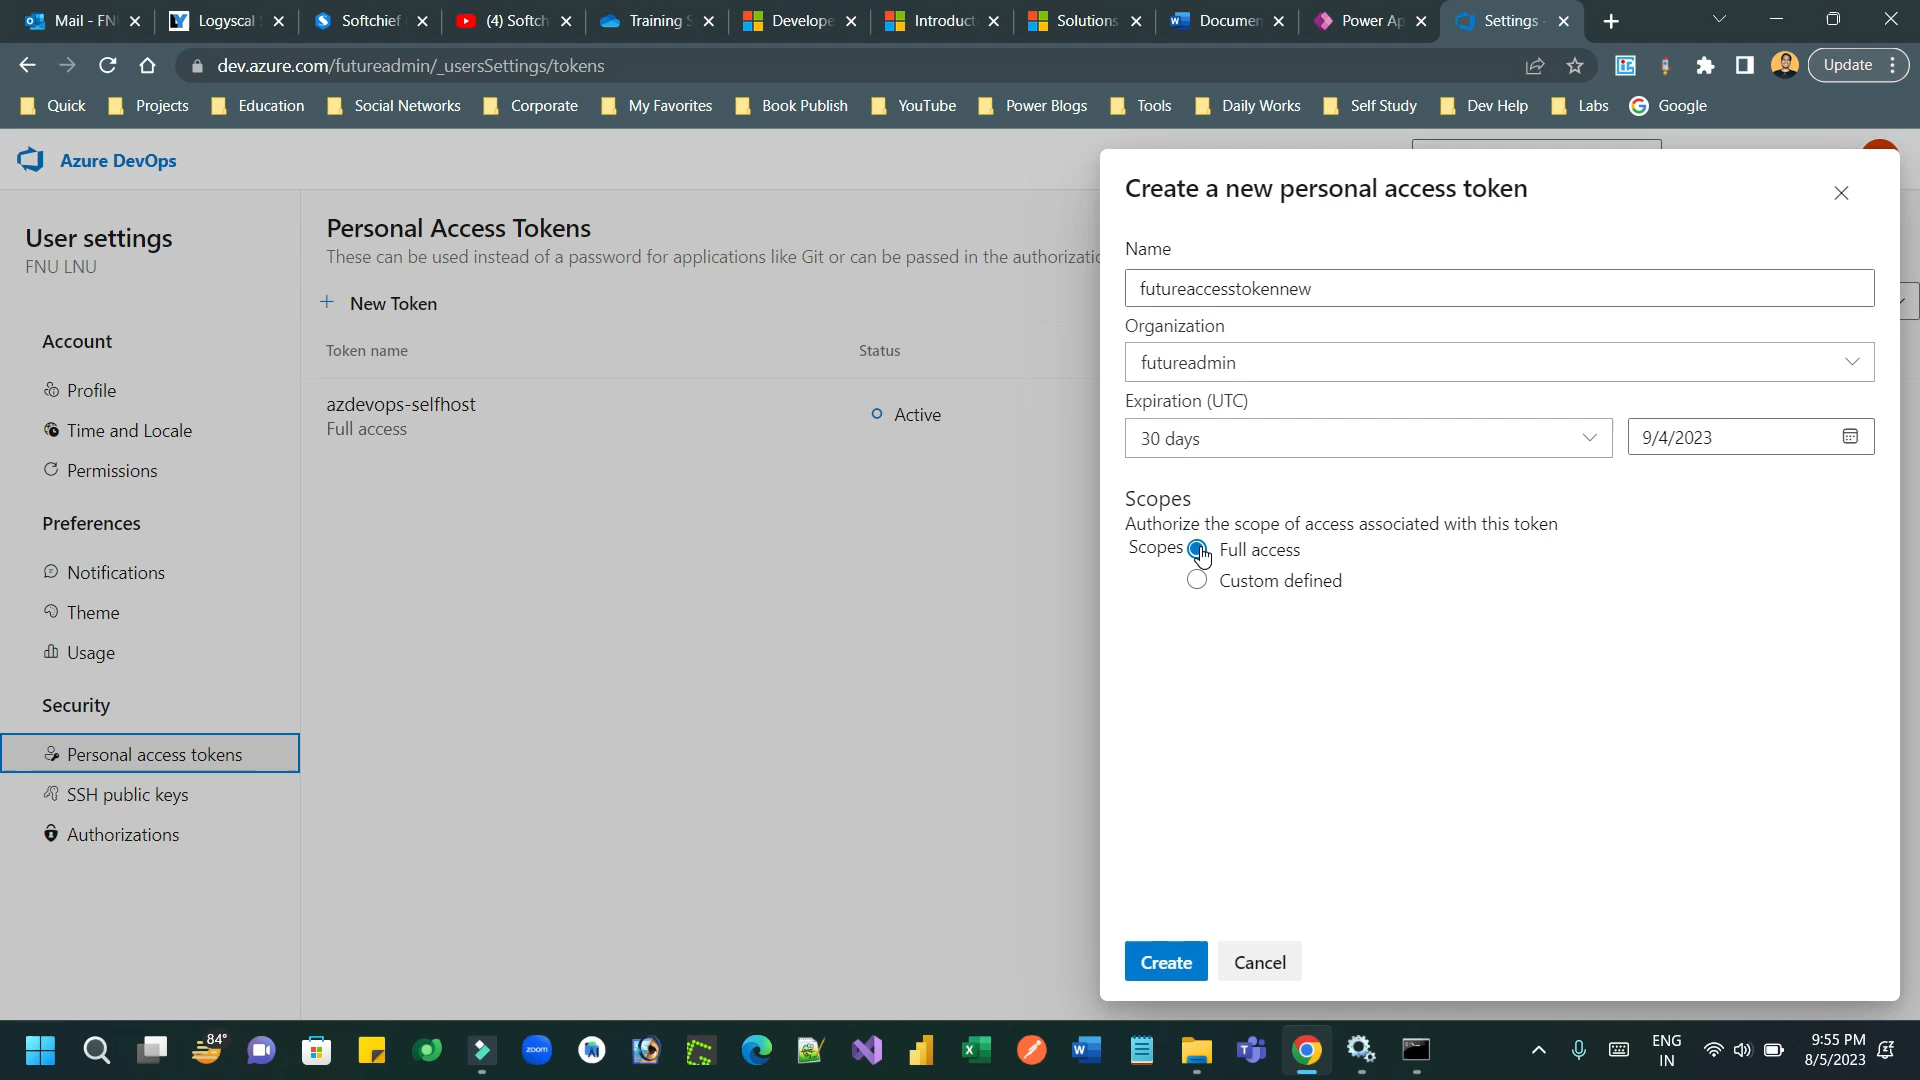 Mail - FN
Logyscal
Softchief
(4) Softch
Training S
Develope
Introduct
Solutions
Documen
Power Ap
Settings -
dev.azure.com/futureadmin/_usersSettings/tokens
Update
Quick
Projects
Education
Social Networks
Corporate
My Favorites
Book Publish
YouTube
Power Blogs
Tools
Daily Works
Self Study
Dev Help
Labs
Google
Azure DevOps
User settings
FNU LNU
Account
Profile
Time and Locale
Permissions
Preferences
Notifications
Theme
Usage
Security
Personal access tokens
SSH public keys
Authorizations
Personal Access Tokens
These can be used instead of a password for applications like Git or can be passed in the authorizatio
New Token
Token name
Status
azdevops-selfhost
Full access
Active
Create a new personal access token
Name
futureaccesstokennew
Organization
futureadmin
Expiration (UTC)
30 days
9/4/2023
Scopes
Authorize the scope of access associated with this token
Scopes
Full access
Custom defined
Create
Cancel
84°
zoom
ENG
IN
9:55 PM
8/5/2023